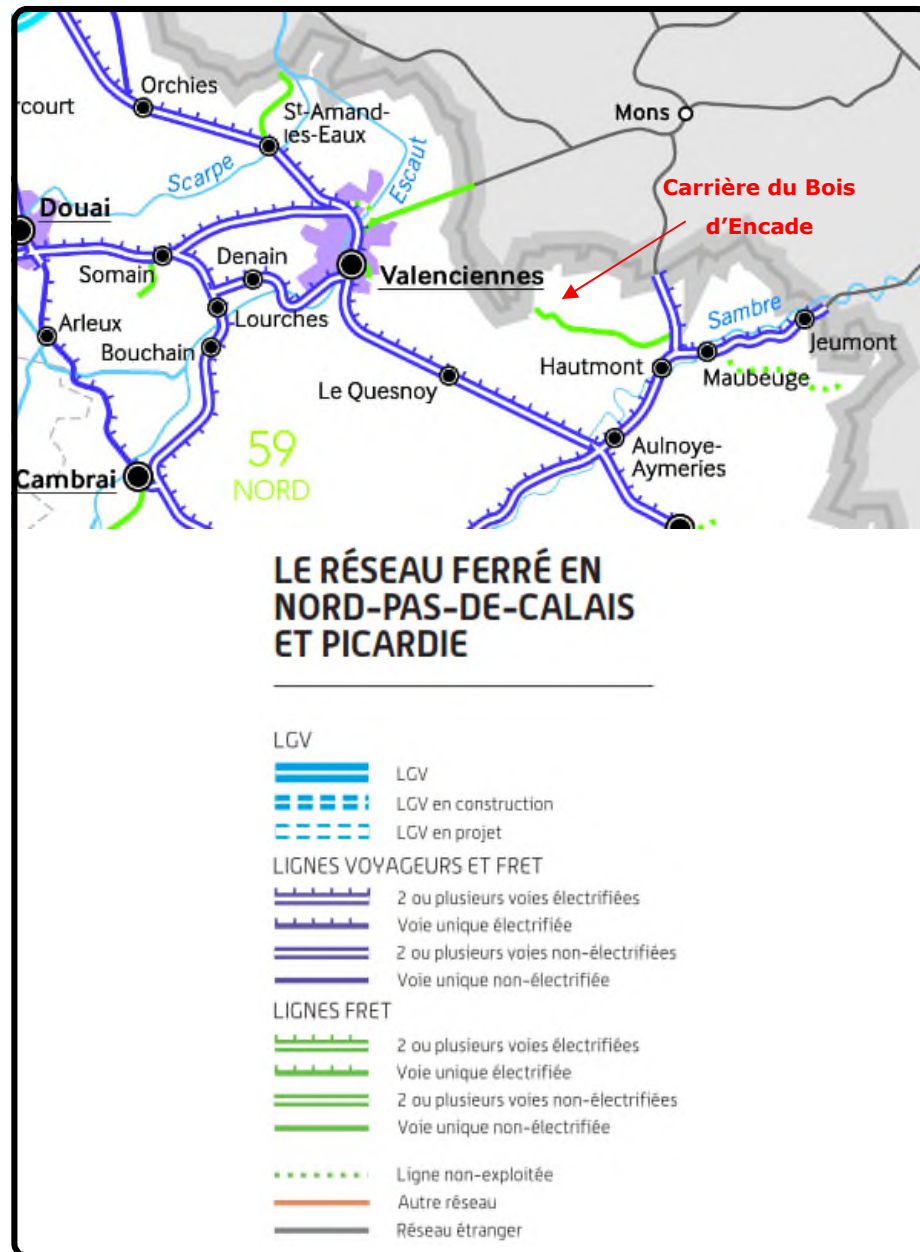 Orchies
rcourt
St-Amand-
les-Eaux
Mons
Scarpe
Escaut
Carrière du Bois
d'Encade
Douai
Denain
Somain
Valenciennes
Lourches
Sambre
Arleux
Bouchain
Jeumont
Hautmont
Maubeuge
Le Quesnoy
59
NORD
Aulnoye-
Aymeries
Cambrai
LE RÉSEAU FERRÉ EN
NORD-PAS-DE-CALAIS
ET PICARDIE
LGV
LGV
LGV en construction
LGV en projet
LIGNES VOYAGEURS ET FRET
2 ou plusieurs voies électrifiées
Voie unique électrifiée
2 ou plusieurs voies non-électrifiées
Voie unique non-électrifiée
LIGNES FRET
2 ou plusieurs voies électrifiées
Voie unique électrifiée
2 ou plusieurs voies non-électrifiées
Voie unique non-électrifiée
Ligne non-exploitée
Autre réseau
Réseau étranger